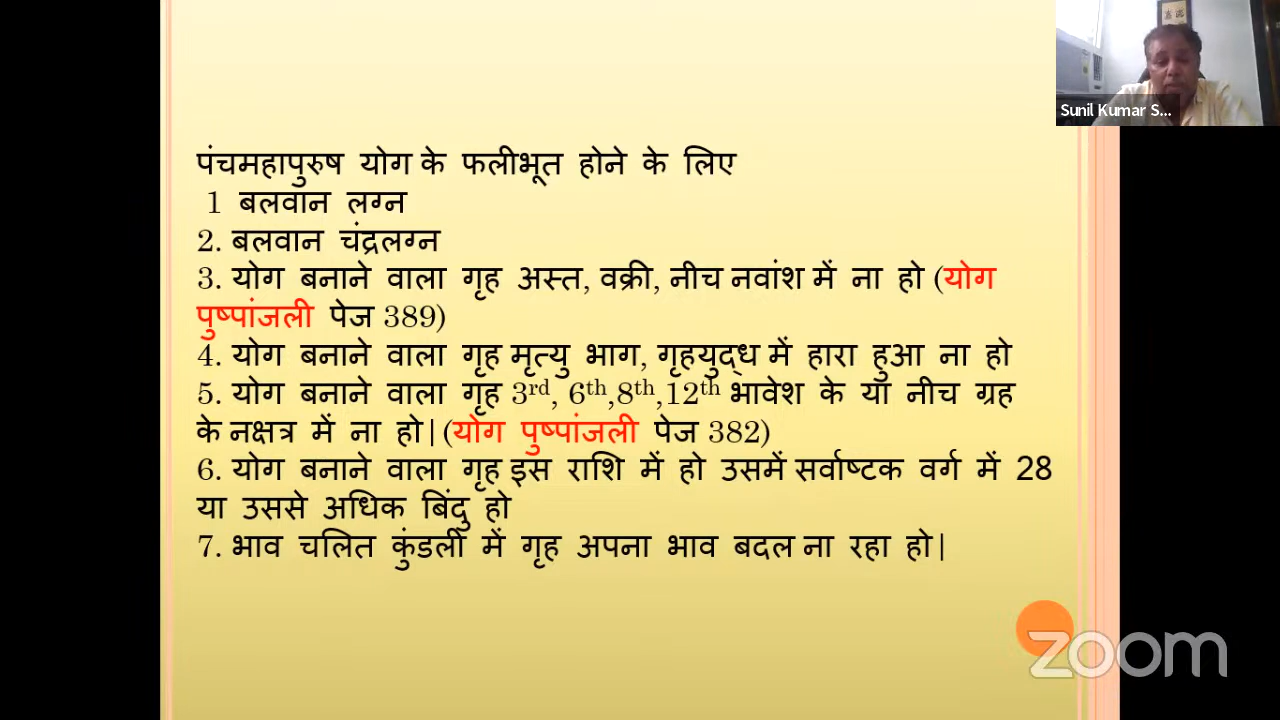 Sunil Kumar S...
पंचमहापुरुष योग के फलीभूत होने के लिए
1 बलवान लग्न
2. बलवान चंद्रलग्न
3. योग बनाने वाला गृह अस्त, वक्री, नीच नवांश में ना हो (योग
पुष्पांजली पेज 389)
4. योग बनाने वाला गृह मृत्यु भाग, गृहयुद्ध में हारा हुआ ना हो
5. योग बनाने वाला गृह 3rd, 6th,8th,12th भावेश के या नीच ग्रह
के नक्षत्र में ना हो| (योग पुष्पांजली पेज 382)
6. योग बनाने वाला गृह इस राशि में हो उसमें सर्वाष्टक वर्ग में 28
या उससे अधिक बिंदु हो
7. भाव चलित कुंडली में गृह अपना भाव बदल ना रहा हो|
zoom